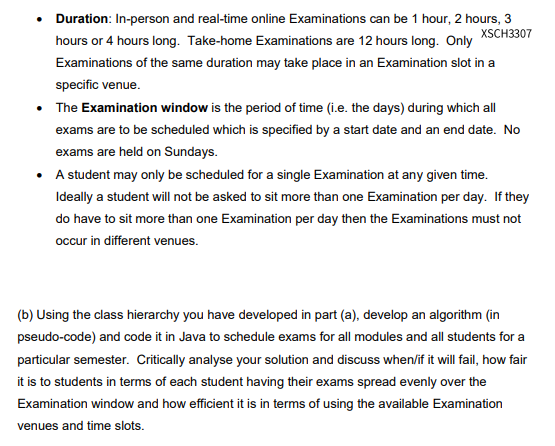 • Duration: In-person and real-time online Examinations can be 1 hour, 2 hours, 3
hours or 4 hours long. Take-home Examinations are 12 hours long. Only XSCH3307
Examinations of the same duration may take place in an Examination slot in a
specific venue.
• The Examination window is the period of time (i.e. the days) during which all
exams are to be scheduled which is specified by a start date and an end date. No
exams are held on Sundays.
• A student may only be scheduled for a single Examination at any given time.
Ideally a student will not be asked to sit more than one Examination per day. If they
do have to sit more than one Examination per day then the Examinations must not
occur in different venues.
(b) Using the class hierarchy you have developed in part (a), develop an algorithm (in
pseudo-code) and code it in Java to schedule exams for all modules and all students for a
particular semester. Critically analyse your solution and discuss when/if it will fail, how fair
it is to students in terms of each student having their exams spread evenly over the
Examination window and how efficient it is in terms of using the available Examination
venues and time slots.